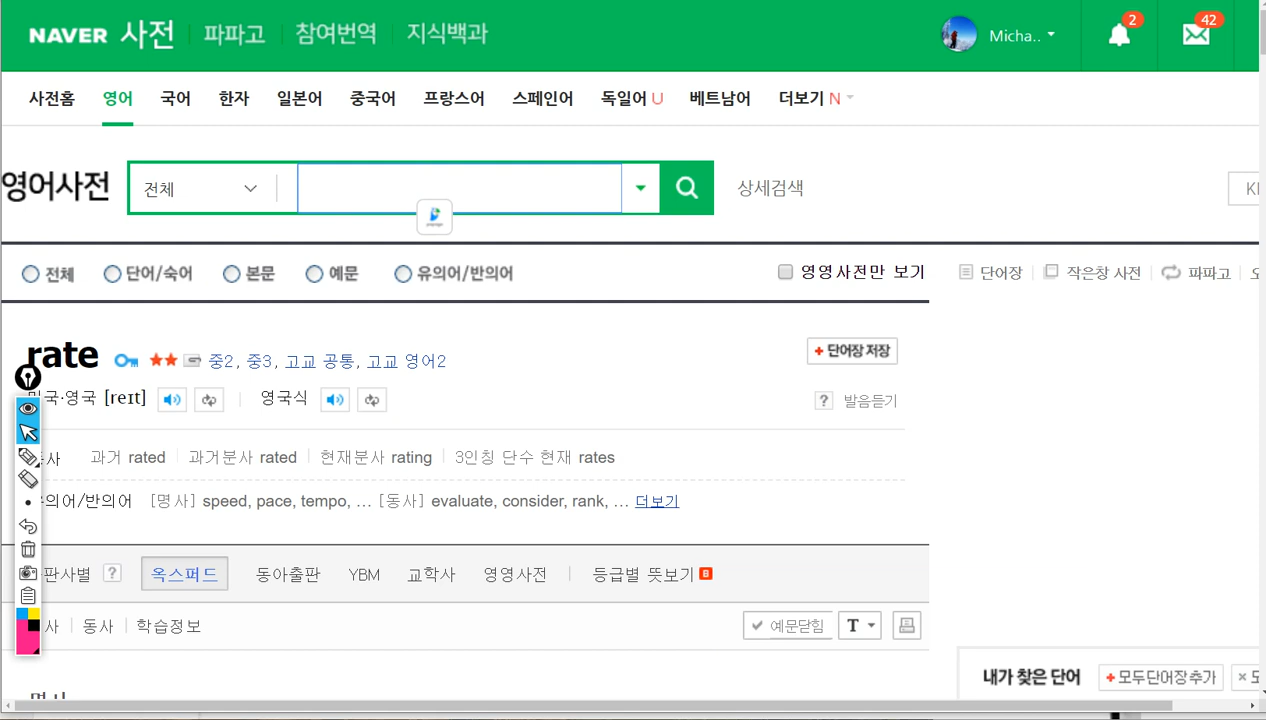 NAVER 사전 파파고 참여번역 지식백과 Micha.. 2 42
사전홈 영어 국어 한자 일본어 중국어 프랑스어 스페인어 독일어 U 베트남어 더보기 N
영어사전 전체 상세검색
전체 단어/숙어 본문 예문 유의어/반의어 영영사전만 보기 단어장 작은창 사전 파파고
rate 중2, 중3, 고교 공통, 고교 영어2 +단어장 저장
국·영국 [reɪt] 영국식 ? 발음듣기
사 과거 rated 과거분사 rated 현재분사 rating 3인칭 단수 현재 rates
의어/반의어 [명사] speed, pace, tempo, … [동사] evaluate, consider, rank, … 더보기
판사별 ? 옥스퍼드 동아출판 YBM 교학사 영영사전 등급별 뜻보기 B
사 동사 학습정보 예문닫힘 T
내가 찾은 단어 +모두단어장추가